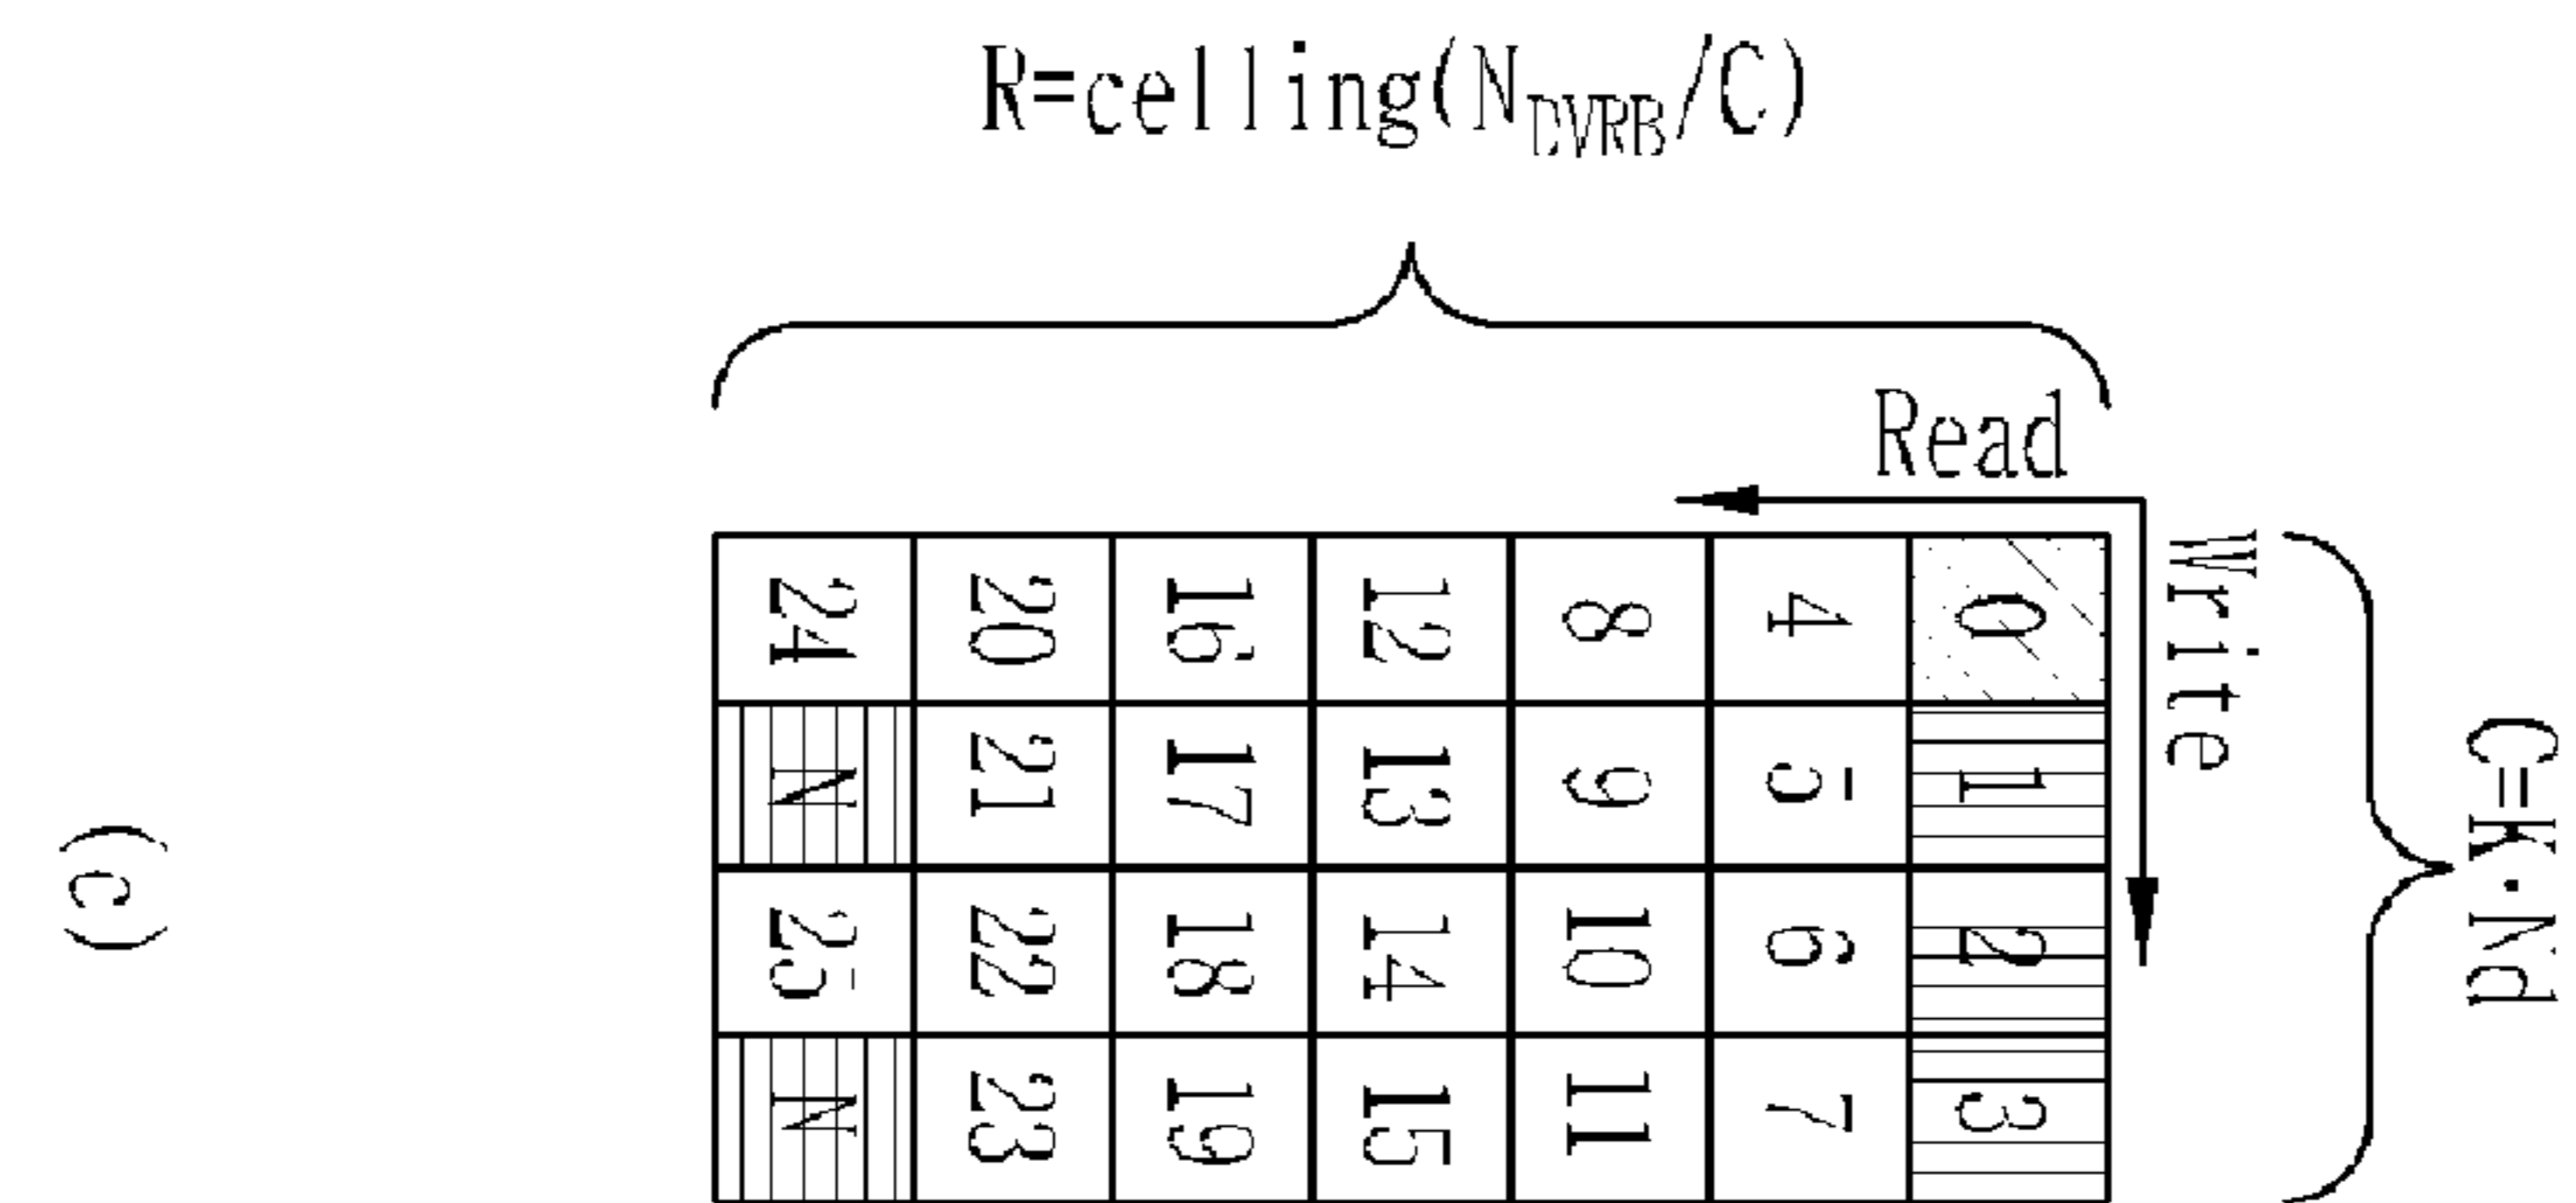 R=celling(N_DVRB/C)
C=K·Nd
Write
Read
0 1 2 3
4 5 6 7
8 9 10 11
12 13 14 15
16 17 18 19
20 21 22 23
24 N 25 N
(c)